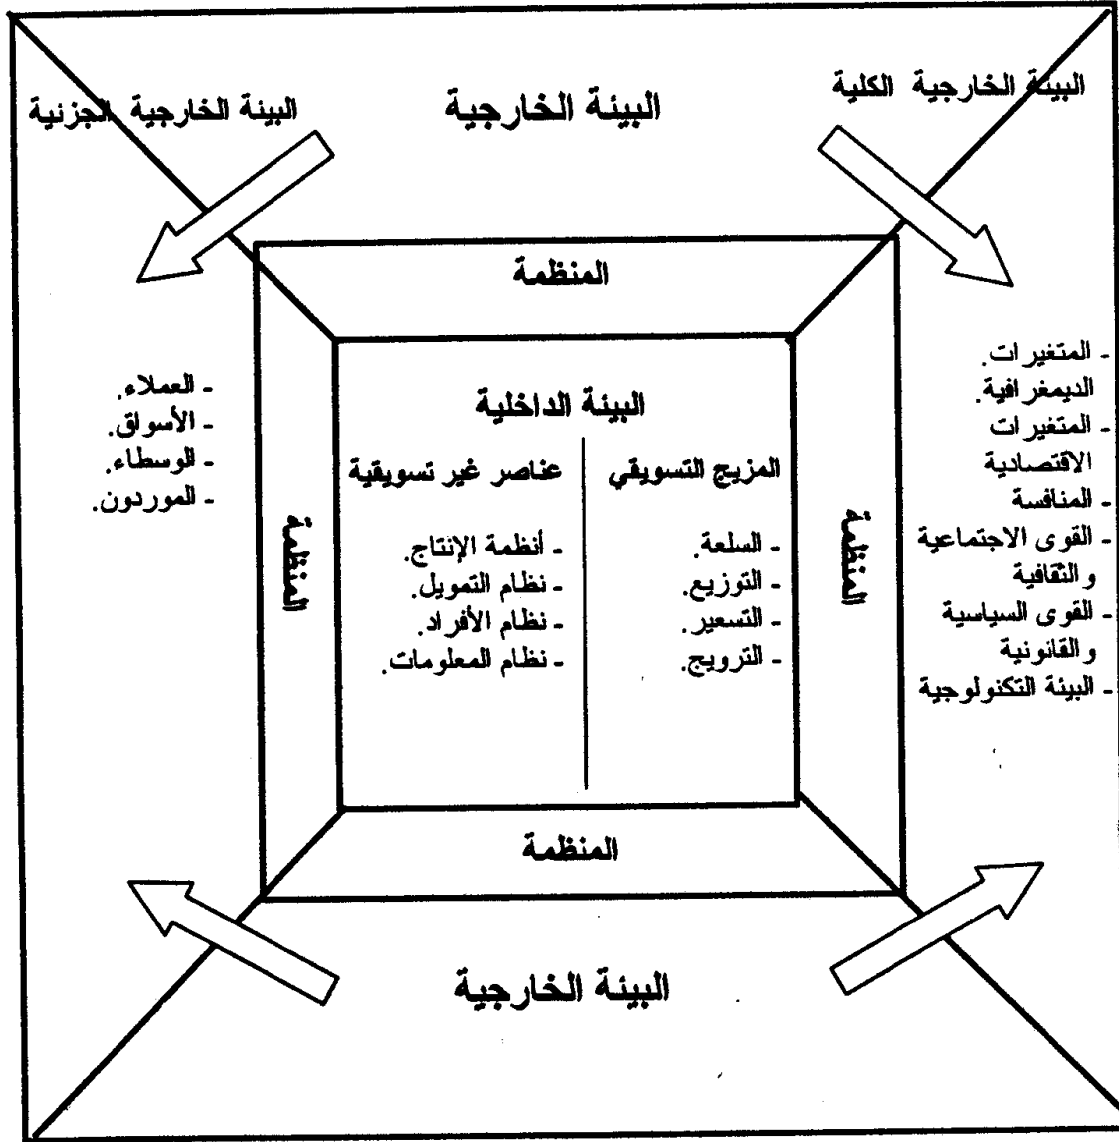 البيئة الخارجية الكلية
البيئة الخارجية
البيئة الخارجية الجزئية
المنظمة
- المتغيرات.
الديمغرافية.
- المتغيرات
الاقتصادية
- المنافسة
- القوى الاجتماعية
والثقافية
- القوى السياسية
والقانونية
- البيئة التكنولوجية
المنظمة
البيئة الداخلية
المزيج التسويقي
- السلعة.
- التوزيع.
- التسعير.
- الترويج.
عناصر غير تسويقية
- أنظمة الإنتاج.
- نظام التمويل.
- نظام الأفراد.
- نظام المعلومات.
المنظمة
- العملاء.
- الأسواق.
- الوسطاء.
- الموردون.
المنظمة
البيئة الخارجية